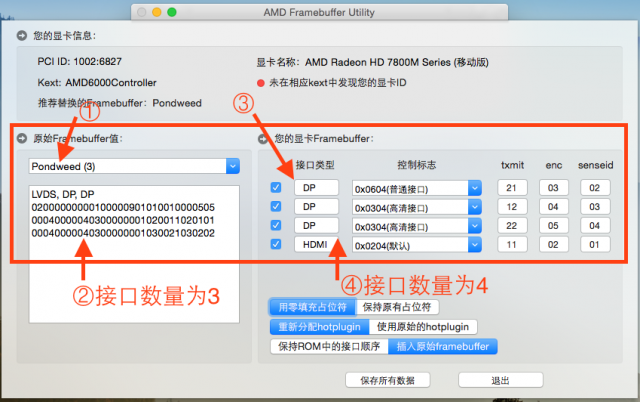 AMD Framebuffer Utility
您的显卡信息：
PCI ID: 1002:6827
显卡名称： AMD Radeon HD 7800M Series (移动版)
Kext: AMD6000Controller
未在相应kext中发现您的显卡ID
推荐替换的Framebuffer： Pondweed
①
③
原始Framebuffer值：
您的显卡Framebuffer：
Pondweed (3)
接口类型 控制标志 txmit enc senseid
LVDS, DP, DP
02000000000100000901010010000505
00040000040300000001020011020101
00040000040300000001030021030202
DP 0x0604(普通接口) 21 03 02
DP 0x0304(高清接口) 12 04 03
DP 0x0304(高清接口) 22 05 04
HDMI 0x0204(默认) 11 02 01
②接口数量为3
④接口数量为4
用零填充占位符 保持原有占位符
重新分配hotplugin 使用原始的hotplugin
保持ROM中的接口顺序 插入原始framebuffer
保存所有数据 退出